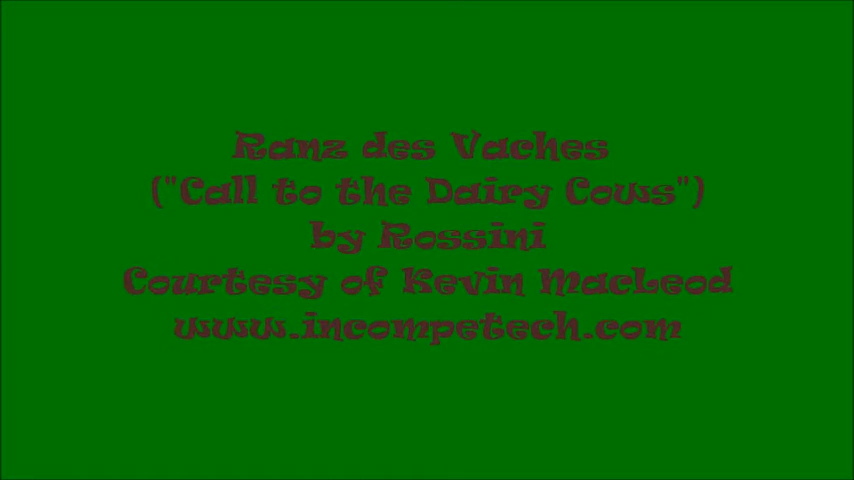 Ranz des Vaches
("Call to the Dairy Cows")
by Rossini
Courtesy of Kevin MacLeod
www.incompetech.com